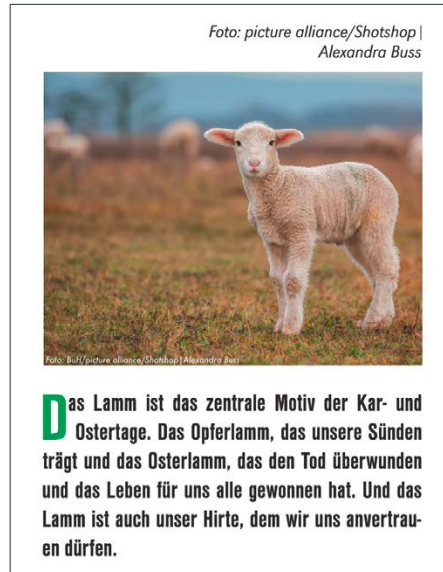 Foto: picture alliance/Shotshop |
Alexandra Buss
Foto: BuH/picture alliance/Shotshop|Alexandra Buss
Das Lamm ist das zentrale Motiv der Kar- und
Ostertage. Das Opferlamm, das unsere Sünden
trägt und das Osterlamm, das den Tod überwunden
und das Leben für uns alle gewonnen hat. Und das
Lamm ist auch unser Hirte, dem wir uns anvertrau-
en dürfen.